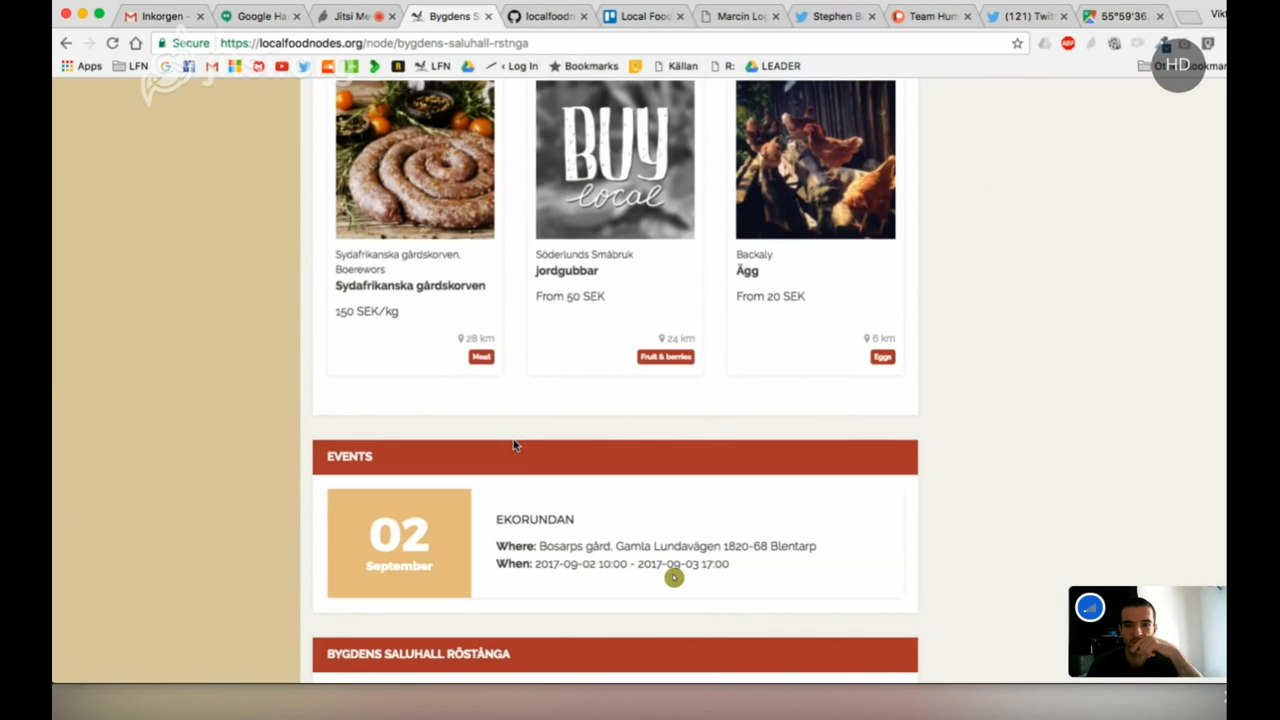 Inkorgen -
Google Ha
Jitsi Me
Bygdens S
localfoodn
Local Food
Marcin
Stephen B
Team Hum
(121) Twit
55°59'36.
Secure
https://localfoodnodes.org/node/bygdens-saluhall-rstnga
HD
Apps
LFN
LFN
‹ Log In
Bookmarks
Källan
R:
LEADER
BUY
local
Sydafrikanska gårdskorven,
Boerewors
Sydafrikanska gårdskorven
150 SEK/kg
28 km
Meat
Söderlunds Småbruk
jordgubbar
From 50 SEK
24 km
Fruit & berries
Backaly
Ägg
From 20 SEK
6 km
Eggs
EVENTS
02
September
EKORUNDAN
Where: Bosarps gård, Gamla Lundavägen 1820-68 Blentarp
When: 2017-09-02 10:00 - 2017-09-03 17:00
BYGDENS SALUHALL RÖSTÅNGA